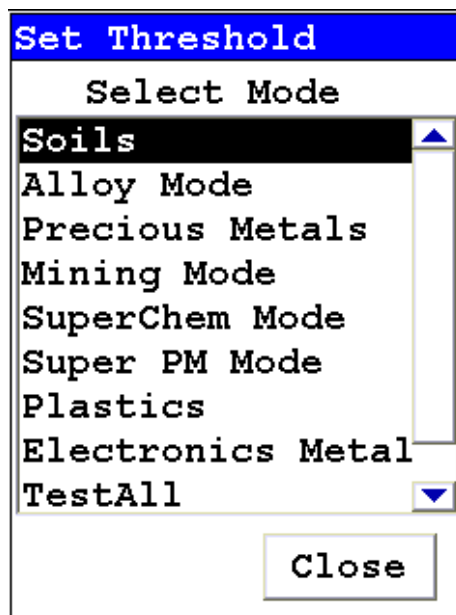 Set Threshold
Select Mode
Soils
Alloy Mode
Precious Metals
Mining Mode
SuperChem Mode
Super PM Mode
Plastics
Electronics Metal
TestAll
Close